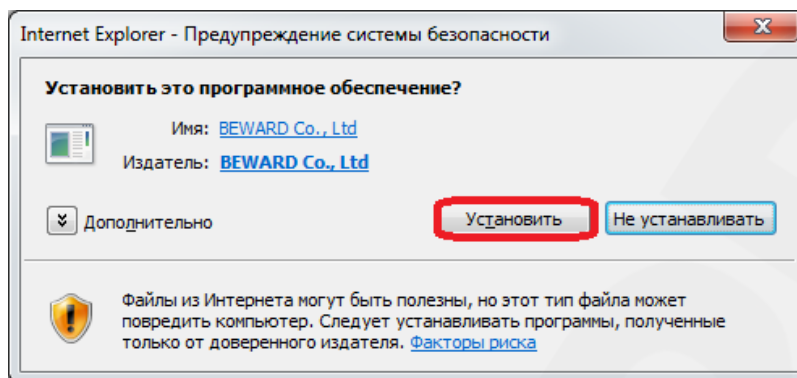 Internet Explorer - Предупреждение системы безопасности
Установить это программное обеспечение?
Имя: BEWARD Co., Ltd
Издатель: BEWARD Co., Ltd
Дополнительно Установить Не устанавливать
Файлы из Интернета могут быть полезны, но этот тип файла может
повредить компьютер. Следует устанавливать программы, полученные
только от доверенного издателя. Факторы риска